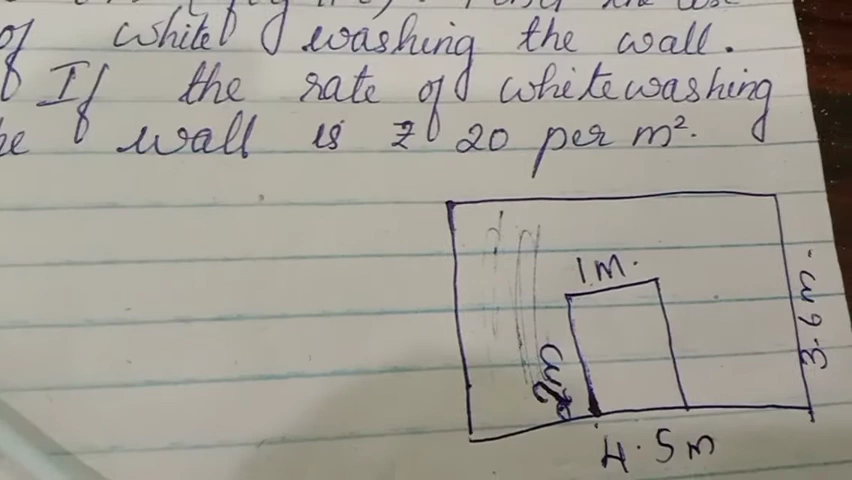 of white washing the wall.
If the rate of whitewashing
wall is ₹ 20 per m².
1M.
3.6m.
4.5m